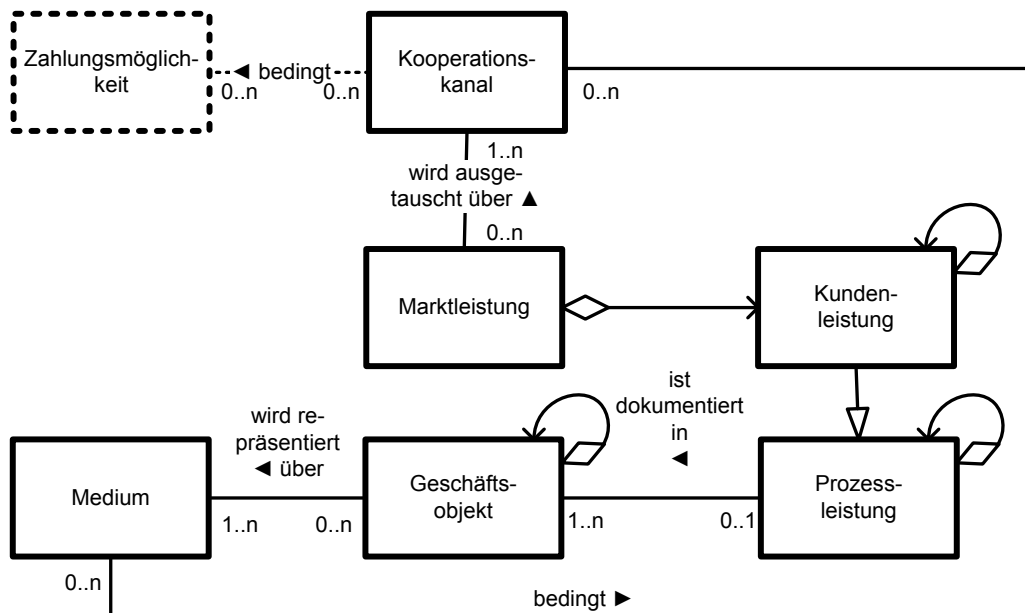 Zahlungsmöglich-
keit
◄ bedingt
0..n
0..n
Kooperations-
kanal
0..n
1..n
wird ausge-
tauscht über ▲
0..n
Marktleistung
Kunden-
leistung
ist
dokumentiert
in
◄
wird re-
präsentiert
◄ über
Medium
1..n
0..n
Geschäfts-
objekt
1..n
0..1
Prozess-
leistung
0..n
bedingt ►